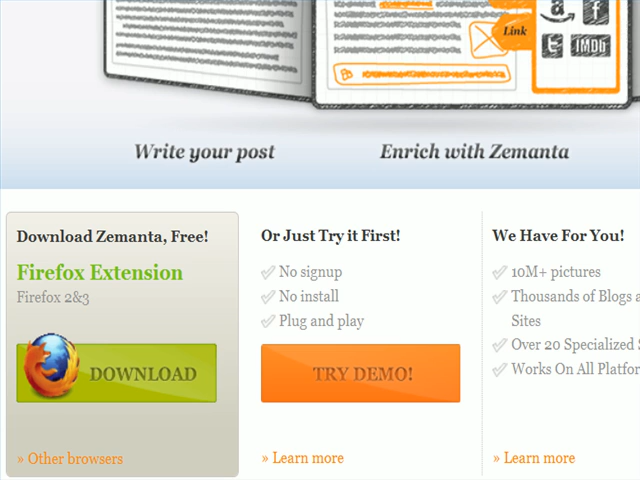 Link
a
f
t
IMDb
Write your post
Enrich with Zemanta
Download Zemanta, Free!
Firefox Extension
Firefox 2&3
DOWNLOAD
» Other browsers
Or Just Try it First!
No signup
No install
Plug and play
TRY DEMO!
» Learn more
We Have For You!
10M+ pictures
Thousands of Blogs
Sites
Over 20 Specialized
Works On All
» Learn more